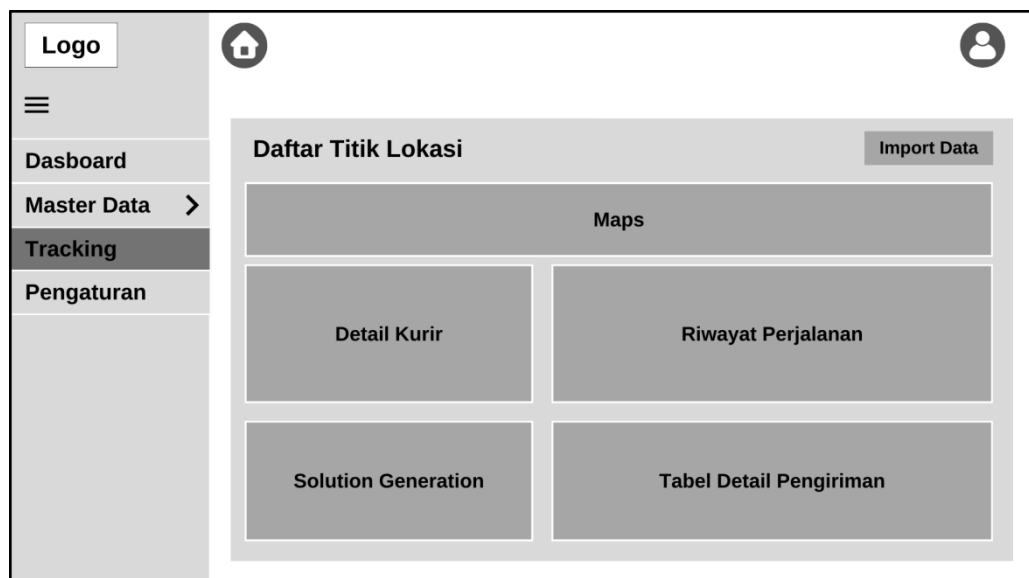 Logo
Dasboard
Master Data
Tracking
Pengaturan
Daftar Titik Lokasi
Import Data
Maps
Detail Kurir
Riwayat Perjalanan
Solution Generation
Tabel Detail Pengiriman